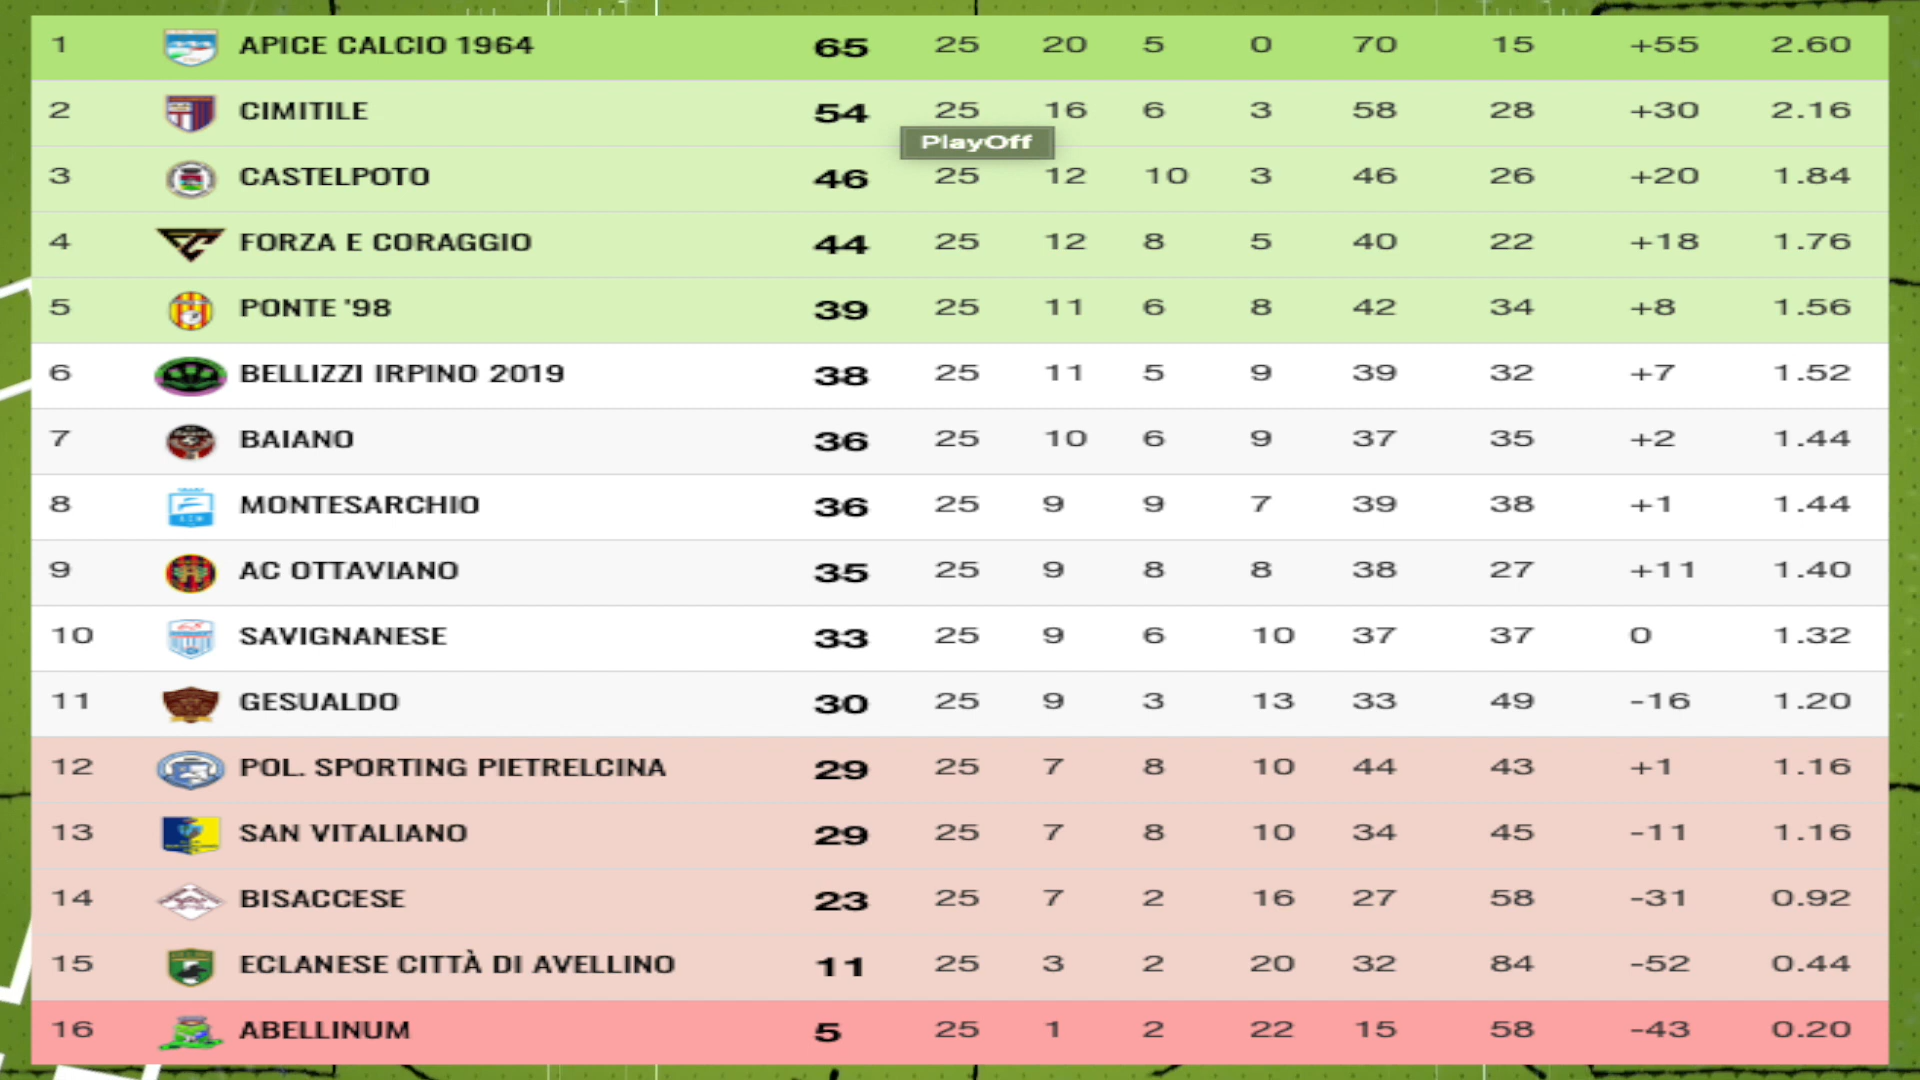 1 APICE CALCIO 1964 65 25 20 5 0 70 15 +55 2.60
2 CIMITILE 54 25 16 6 3 58 28 +30 2.16
PlayOff
3 CASTELPOTO 46 25 12 10 3 46 26 +20 1.84
4 FORZA E CORAGGIO 44 25 12 8 5 40 22 +18 1.76
5 PONTE '98 39 25 11 6 8 42 34 +8 1.56
6 BELLIZZI IRPINO 2019 38 25 11 5 9 39 32 +7 1.52
7 BAIANO 36 25 10 6 9 37 35 +2 1.44
8 MONTESARCHIO 36 25 9 9 7 39 38 +1 1.44
9 AC OTTAVIANO 35 25 9 8 8 38 27 +11 1.40
10 SAVIGNANESE 33 25 9 6 10 37 37 0 1.32
11 GESUALDO 30 25 9 3 13 33 49 -16 1.20
12 POL. SPORTING PIETRELCINA 29 25 7 8 10 44 43 +1 1.16
13 SAN VITALIANO 29 25 7 8 10 34 45 -11 1.16
14 BISACCESE 23 25 7 2 16 27 58 -31 0.92
15 ECLANESE CITTÀ DI AVELLINO 11 25 3 2 20 32 84 -52 0.44
16 ABELLINUM 5 25 1 2 22 15 58 -43 0.20